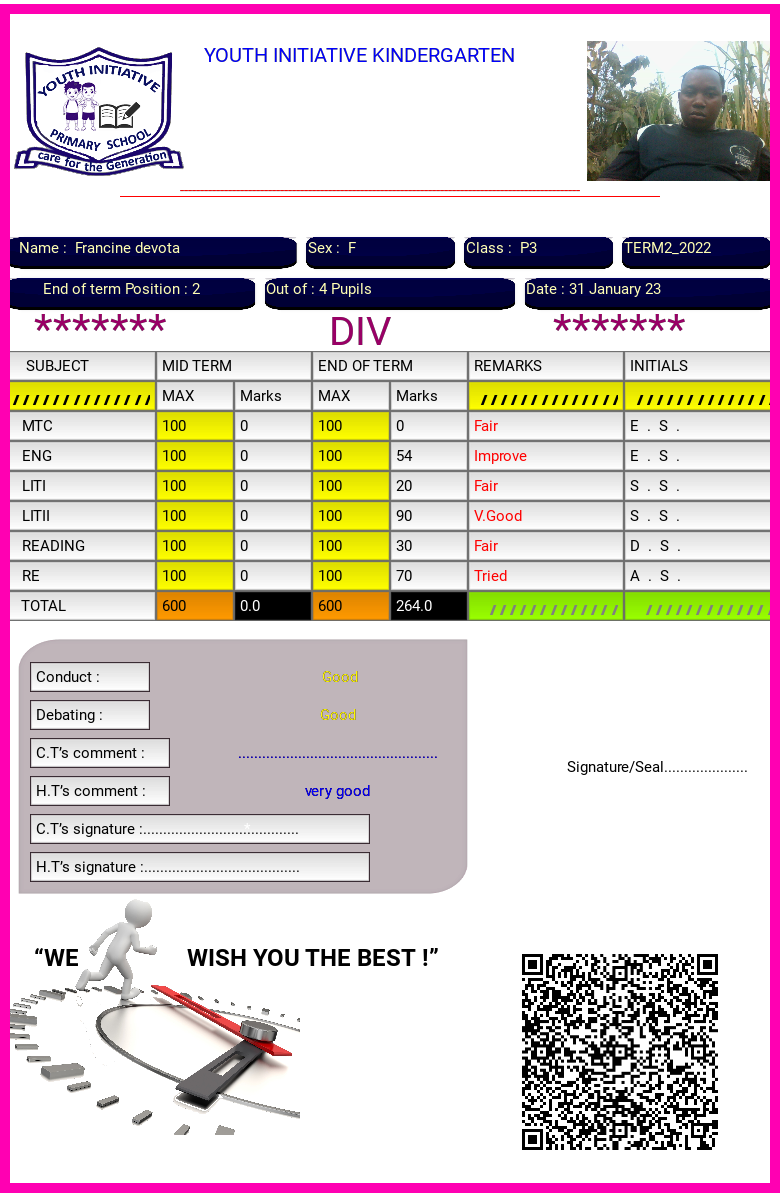 YOUTH INITIATIVE KINDERGARTEN
YOUTH INITIATIVE
PRIMARY SCHOOL
care for the Generation
Name : Francine devota
Sex : F
Class : P3
TERM2_2022
End of term Position : 2
Out of : 4 Pupils
Date : 31 January 23
******* DIV *******
SUBJECT MID TERM END OF TERM REMARKS INITIALS
MAX Marks MAX Marks
MTC 100 0 100 0 Fair E . S .
ENG 100 0 100 54 Improve E . S .
LITI 100 0 100 20 Fair S . S .
LITII 100 0 100 90 V.Good S . S .
READING 100 0 100 30 Fair D . S .
RE 100 0 100 70 Tried A . S .
TOTAL 600 0.0 600 264.0
Conduct : Good
Debating : Good
C.T’s comment : ..................................................
Signature/Seal.....................
H.T’s comment : very good
C.T’s signature :.......................................
H.T’s signature :.......................................
“WE WISH YOU THE BEST !”